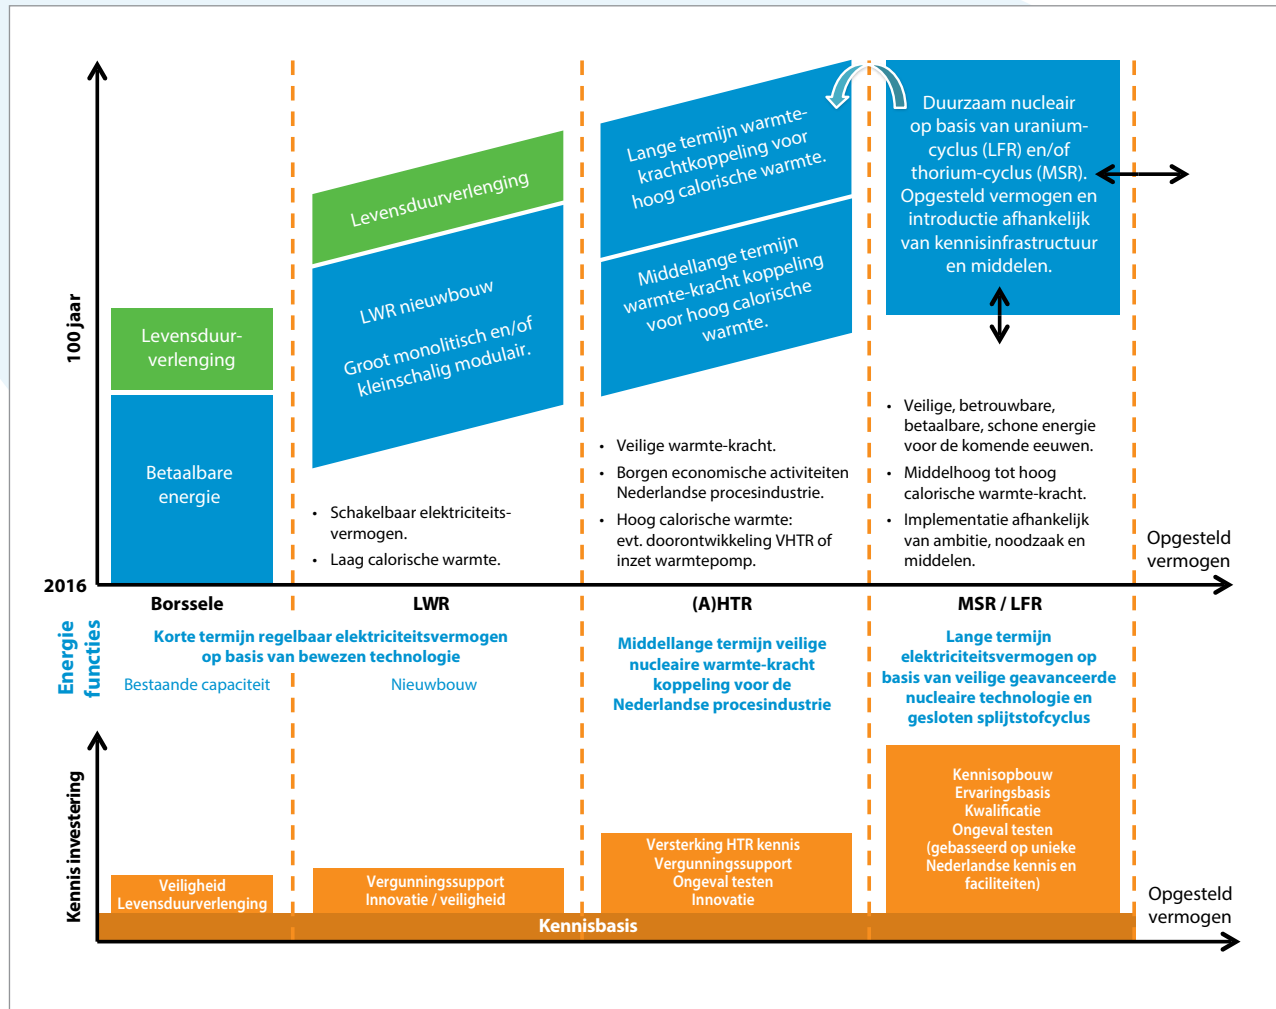 100 jaar
2016
Levensduur-
verlenging
Betaalbare
energie
Levensduurverlenging
LWR nieuwbouw
Groot monolitisch en/of
kleinschalig modulair.
• Schakelbaar elektriciteits-
vermogen.
• Laag calorische warmte.
Lange termijn warmte-
krachtkoppeling voor
hoog calorische warmte.
Middellange termijn
warmte-kracht koppeling
voor hoog calorische
warmte.
• Veilige warmte-kracht.
• Borgen economische activiteiten
Nederlandse procesindustrie.
• Hoog calorische warmte:
evt. doorontwikkeling VHTR of
inzet warmtepomp.
Duurzaam nucleair
op basis van uranium-
cyclus (LFR) en/of
thorium-cyclus (MSR).
Opgesteld vermogen en
introductie afhankelijk
van kennisinfrastructuur
en middelen.
• Veilige, betrouwbare,
betaalbare, schone energie
voor de komende eeuwen.
• Middelhoog tot hoog
calorische warmte-kracht.
• Implementatie afhankelijk
van ambitie, noodzaak en
middelen.
Opgesteld
vermogen
Borssele
LWR
(A)HTR
MSR / LFR
Energie
functies
Korte termijn regelbaar elektriciteitsvermogen
op basis van bewezen technologie
Bestaande capaciteit
Nieuwbouw
Middellange termijn veilige
nucleaire warmte-kracht
koppeling voor de
Nederlandse procesindustrie
Lange termijn
elektriciteitsvermogen op
basis van veilige geavanceerde
nucleaire technologie en
gesloten splijtstofcyclus
Kennis investering
Veiligheid
Levensduurverlenging
Vergunningssupport
Innovatie / veiligheid
Versterking HTR kennis
Vergunningssupport
Ongeval testen
Innovatie
Kennisopbouw
Ervaringsbasis
Kwalificatie
Ongeval testen
(gebasseerd op unieke
Nederlandse kennis en
faciliteiten)
Kennisbasis
Opgesteld
vermogen